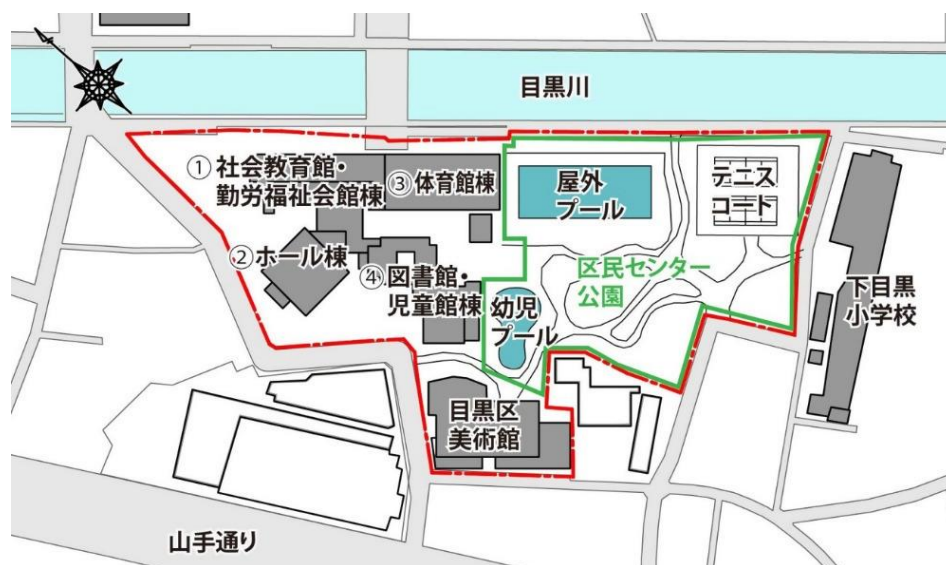 目黒川
① 社会教育館・
勤労福祉会館棟
③ 体育館棟
屋外
プール
テニス
コート
② ホール棟
④ 図書館・
児童館棟
幼児
プール
区民センター
公園
下目黒
小学校
目黒区
美術館
山手通り